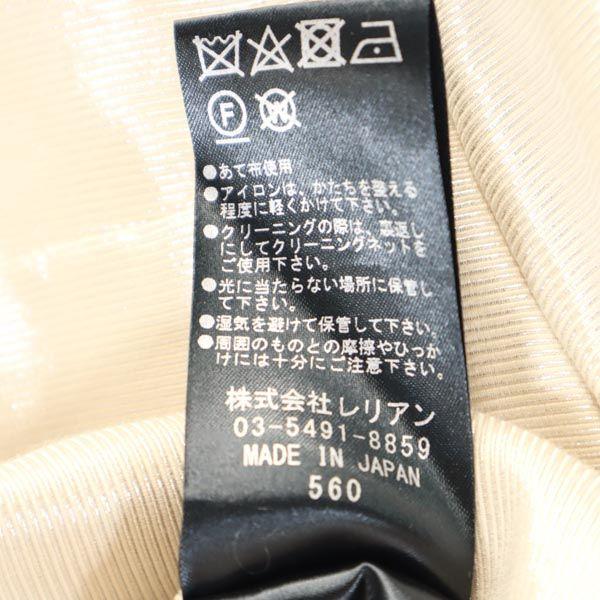 F W
●あて布使用
●アイロンは、かたちを整える
程度に軽くかけて下さい。
●クリーニングの際は、裏返し
にしてクリーニングネットを
ご使用下さい。
●光に当たらない場所に保管し
て下さい。
●湿気を避けて保管して下さい。
●周囲のものとの摩擦やひっか
けには十分にご注意下さい。
株式会社レリアン
03-5491-8859
MADE IN JAPAN
560